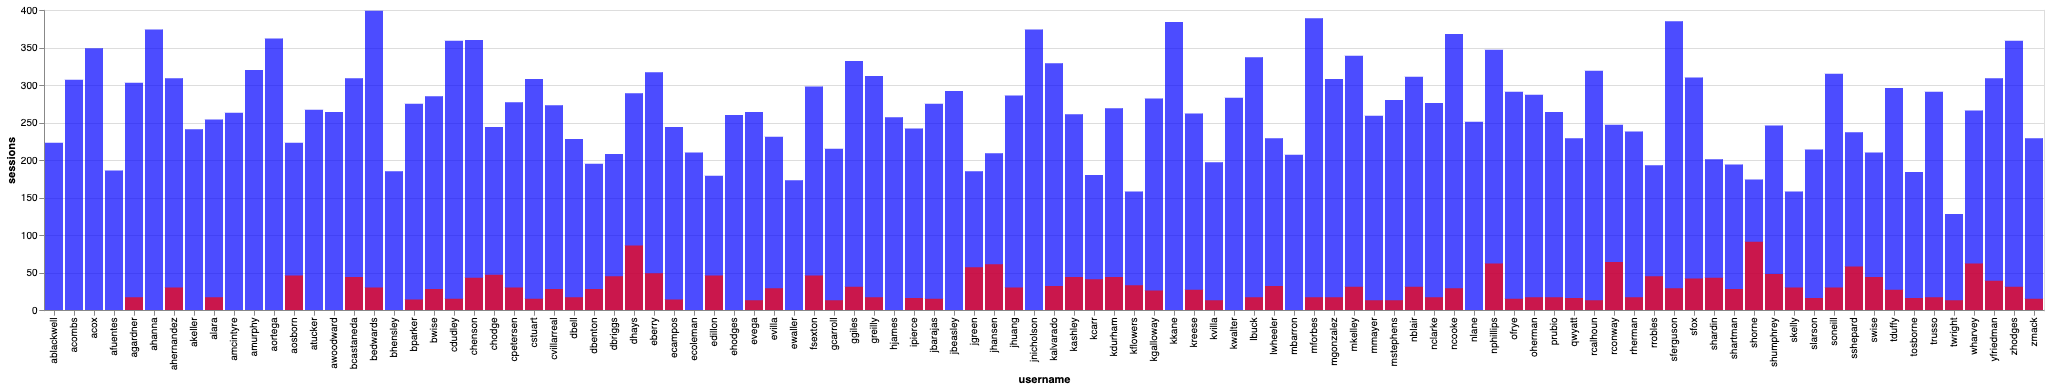 400
350
300
250
200
150
100
50
0
sessions
ablackwell
acombs
acox
afuentes
agardner
ahanna
ahernandez
akeller
alara
amcintyre
amurphy
aortega
aosborn
atucker
awoodward
bcastaneda
bedwards
bhensley
bparker
bwise
cdudley
chenson
chodge
cpetersen
cstuart
cvillarreal
dbell
dbenton
dbriggs
dhays
eberry
ecampos
ecoleman
edillon
ehodges
evega
evilla
ewaller
fsexton
gcarroll
ggiles
greilly
hjames
ipierce
jbarajas
jbeasley
jgreen
jhansen
jhuang
jnicholson
kalvarado
kashley
kcarr
kdurham
kflowers
kgalloway
kkane
kreese
kvilla
kwalter
lbuck
lwheeler
mbarron
mforbes
mgonzalez
mkelley
mmayer
mstephens
nblair
nclarke
ncooke
nlane
nphillips
ofrye
oherman
prubio
qwyatt
rcalhoun
rconway
rherman
rrobles
sferguson
sfox
shardin
shartman
shorne
shumphrey
skelly
slarson
soneill
sshepard
swise
tduffy
tosborne
trusso
twright
wharvey
yfriedman
zhodges
zmack
username